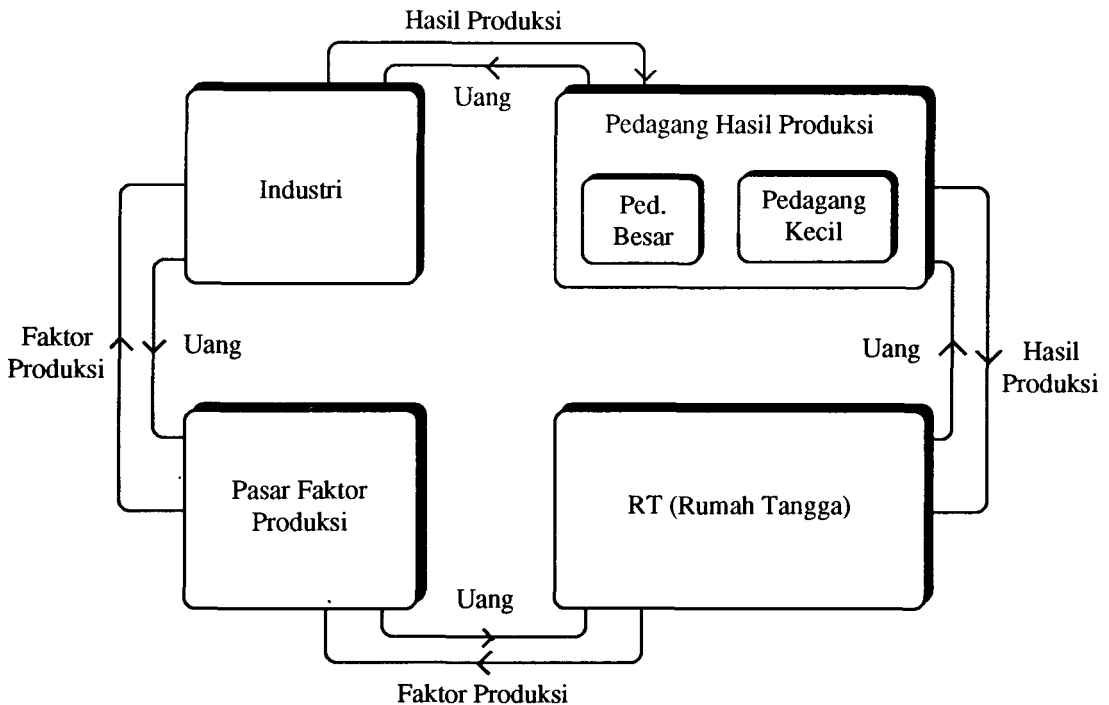 Hasil Produksi
Uang
Industri
Pedagang Hasil Produksi
Ped.
Besar
Pedagang
Kecil
Faktor
Produksi
Uang
Uang
Hasil
Produksi
Pasar Faktor
Produksi
RT (Rumah Tangga)
Uang
Faktor Produksi